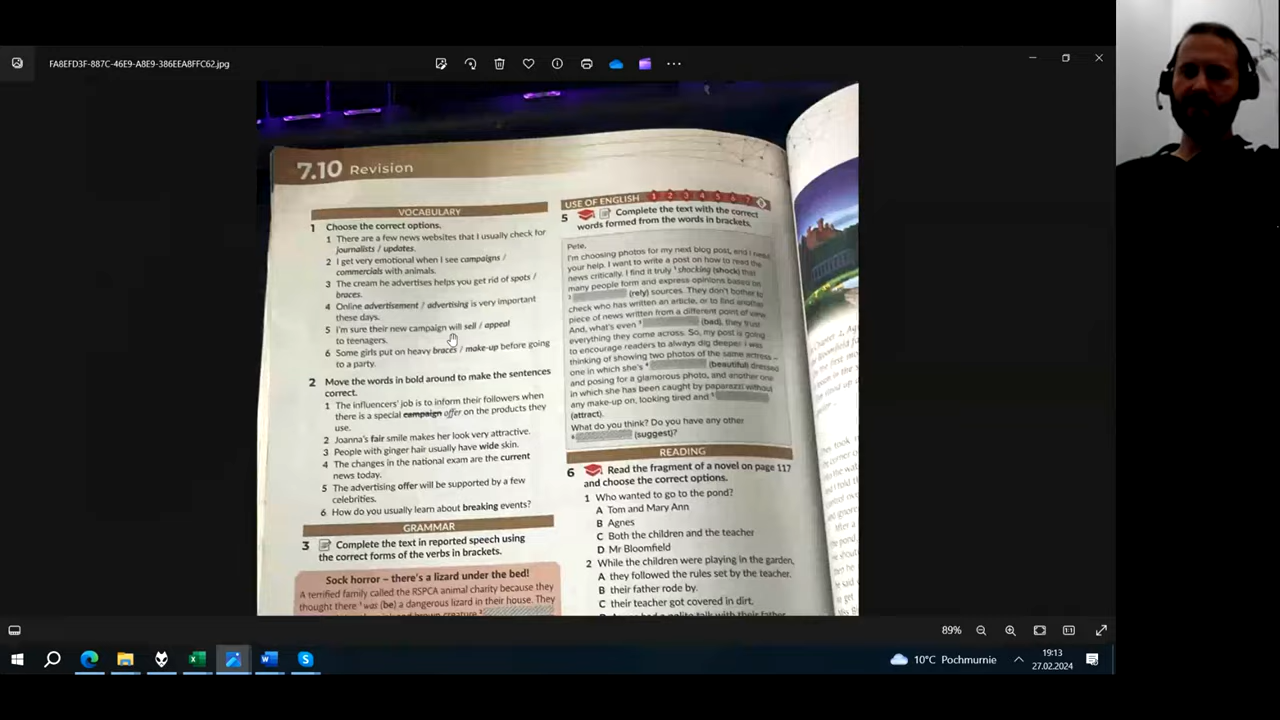 FA8EFD3F-887C-46E9-A8E9-386EEA8FFC62.jpg
7.10 Revision
VOCABULARY
1 Choose the correct options.
1 There are a few news websites that I usually check for
journalists / updates.
2 I get very emotional when I see campaigns /
commercials with animals.
3 The cream he advertises helps you get rid of spots /
braces.
4 Online advertisement / advertising is very important
these days.
5 I'm sure their new campaign will sell / appeal
to teenagers.
6 Some girls put on heavy braces / make-up before going
to a party.
2 Move the words in bold around to make the sentences
correct.
1 The influencers' job is to inform their followers when
there is a special campaign offer on the products they
use.
2 Joanna's fair smile makes her look very attractive.
3 People with ginger hair usually have wide skin.
4 The changes in the national exam are the current
news today.
5 The advertising offer will be supported by a few
celebrities.
6 How do you usually learn about breaking events?
GRAMMAR
3 Complete the text in reported speech using
the correct forms of the verbs in brackets.
Sock horror – there's a lizard under the bed!
A terrified family called the RSPCA animal charity because they
thought there ¹was (be) a dangerous lizard in their house. They
USE OF ENGLISH 1 2 3 4 5 6 7
5 Complete the text with the correct
words formed from the words in brackets.
Pete,
I'm choosing photos for my next blog post, and I need
your help. I want to write a post on how to read the
news critically. I find it truly ¹shocking (shock) that
many people form and express opinions based on
² (rely) sources. They don't bother to
check who has written an article, or to find another
piece of news written from a different point of view.
And, what's even ³ (bad), they trust
everything they come across. So, my post is going
to encourage readers to always dig deeper. I was
thinking of showing two photos of the same actress –
one in which she's ⁴ (beautiful) dressed
and posing for a glamorous photo, and another one
in which she has been caught by paparazzi without
any make-up on, looking tired and ⁵
(attract).
What do you think? Do you have any other
⁶ (suggest)?
READING
6 Read the fragment of a novel on page 117
and choose the correct options.
1 Who wanted to go to the pond?
A Tom and Mary Ann
B Agnes
C Both the children and the teacher
D Mr Bloomfield
2 While the children were playing in the garden,
A they followed the rules set by the teacher.
B their father rode by.
C their teacher got covered in dirt.
89%
10°C Pochmurnie
19:13
27.02.2024